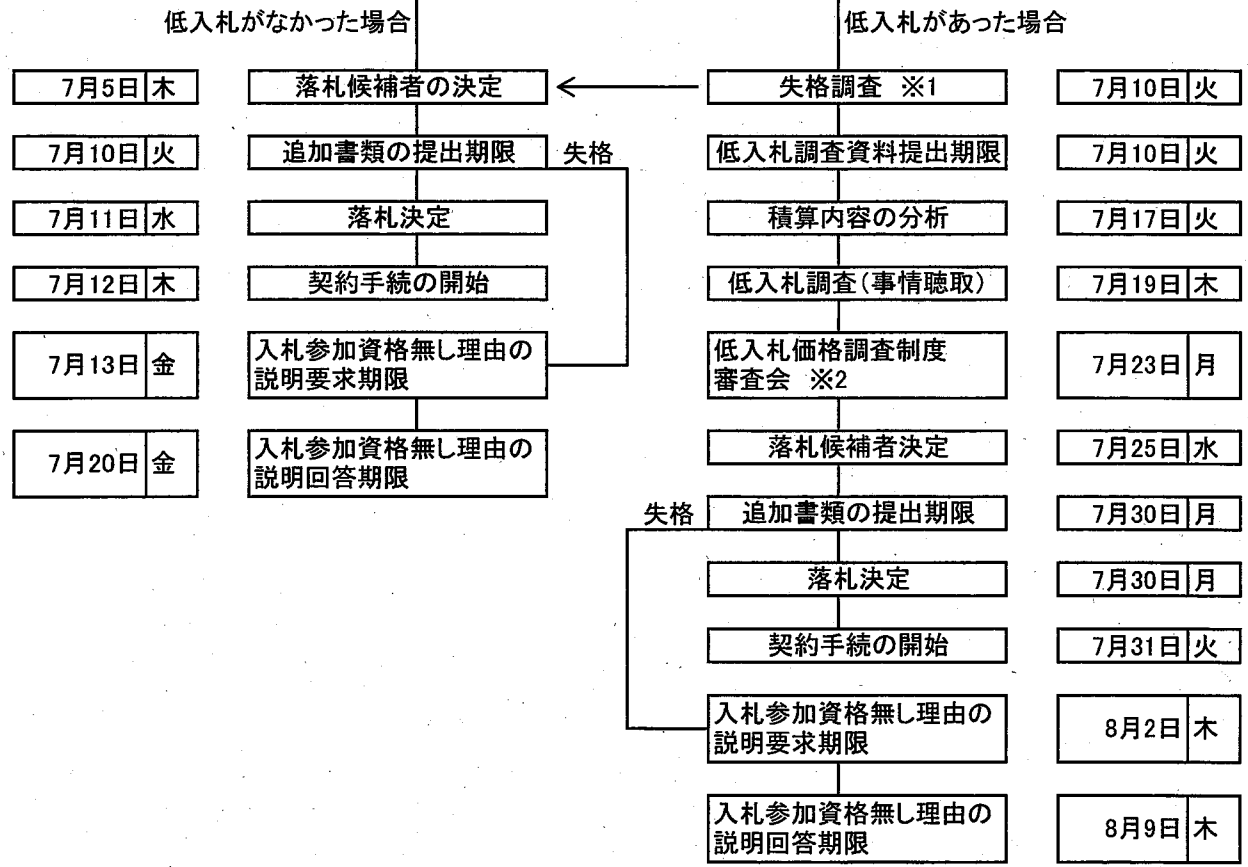 低入札がなかった場合
7月5日 木 落札候補者の決定
7月10日 火 追加書類の提出期限 失格
7月11日 水 落札決定
7月12日 木 契約手続の開始
7月13日 金 入札参加資格無し理由の
説明要求期限
7月20日 金 入札参加資格無し理由の
説明回答期限
低入札があった場合
失格調査 ※1 7月10日 火
低入札調査資料提出期限 7月10日 火
積算内容の分析 7月17日 火
低入札調査(事情聴取) 7月19日 木
低入札価格調査制度
審査会 ※2 7月23日 月
落札候補者決定 7月25日 水
失格 追加書類の提出期限 7月30日 月
落札決定 7月30日 月
契約手続の開始 7月31日 火
入札参加資格無し理由の
説明要求期限 8月2日 木
入札参加資格無し理由の
説明回答期限 8月9日 木